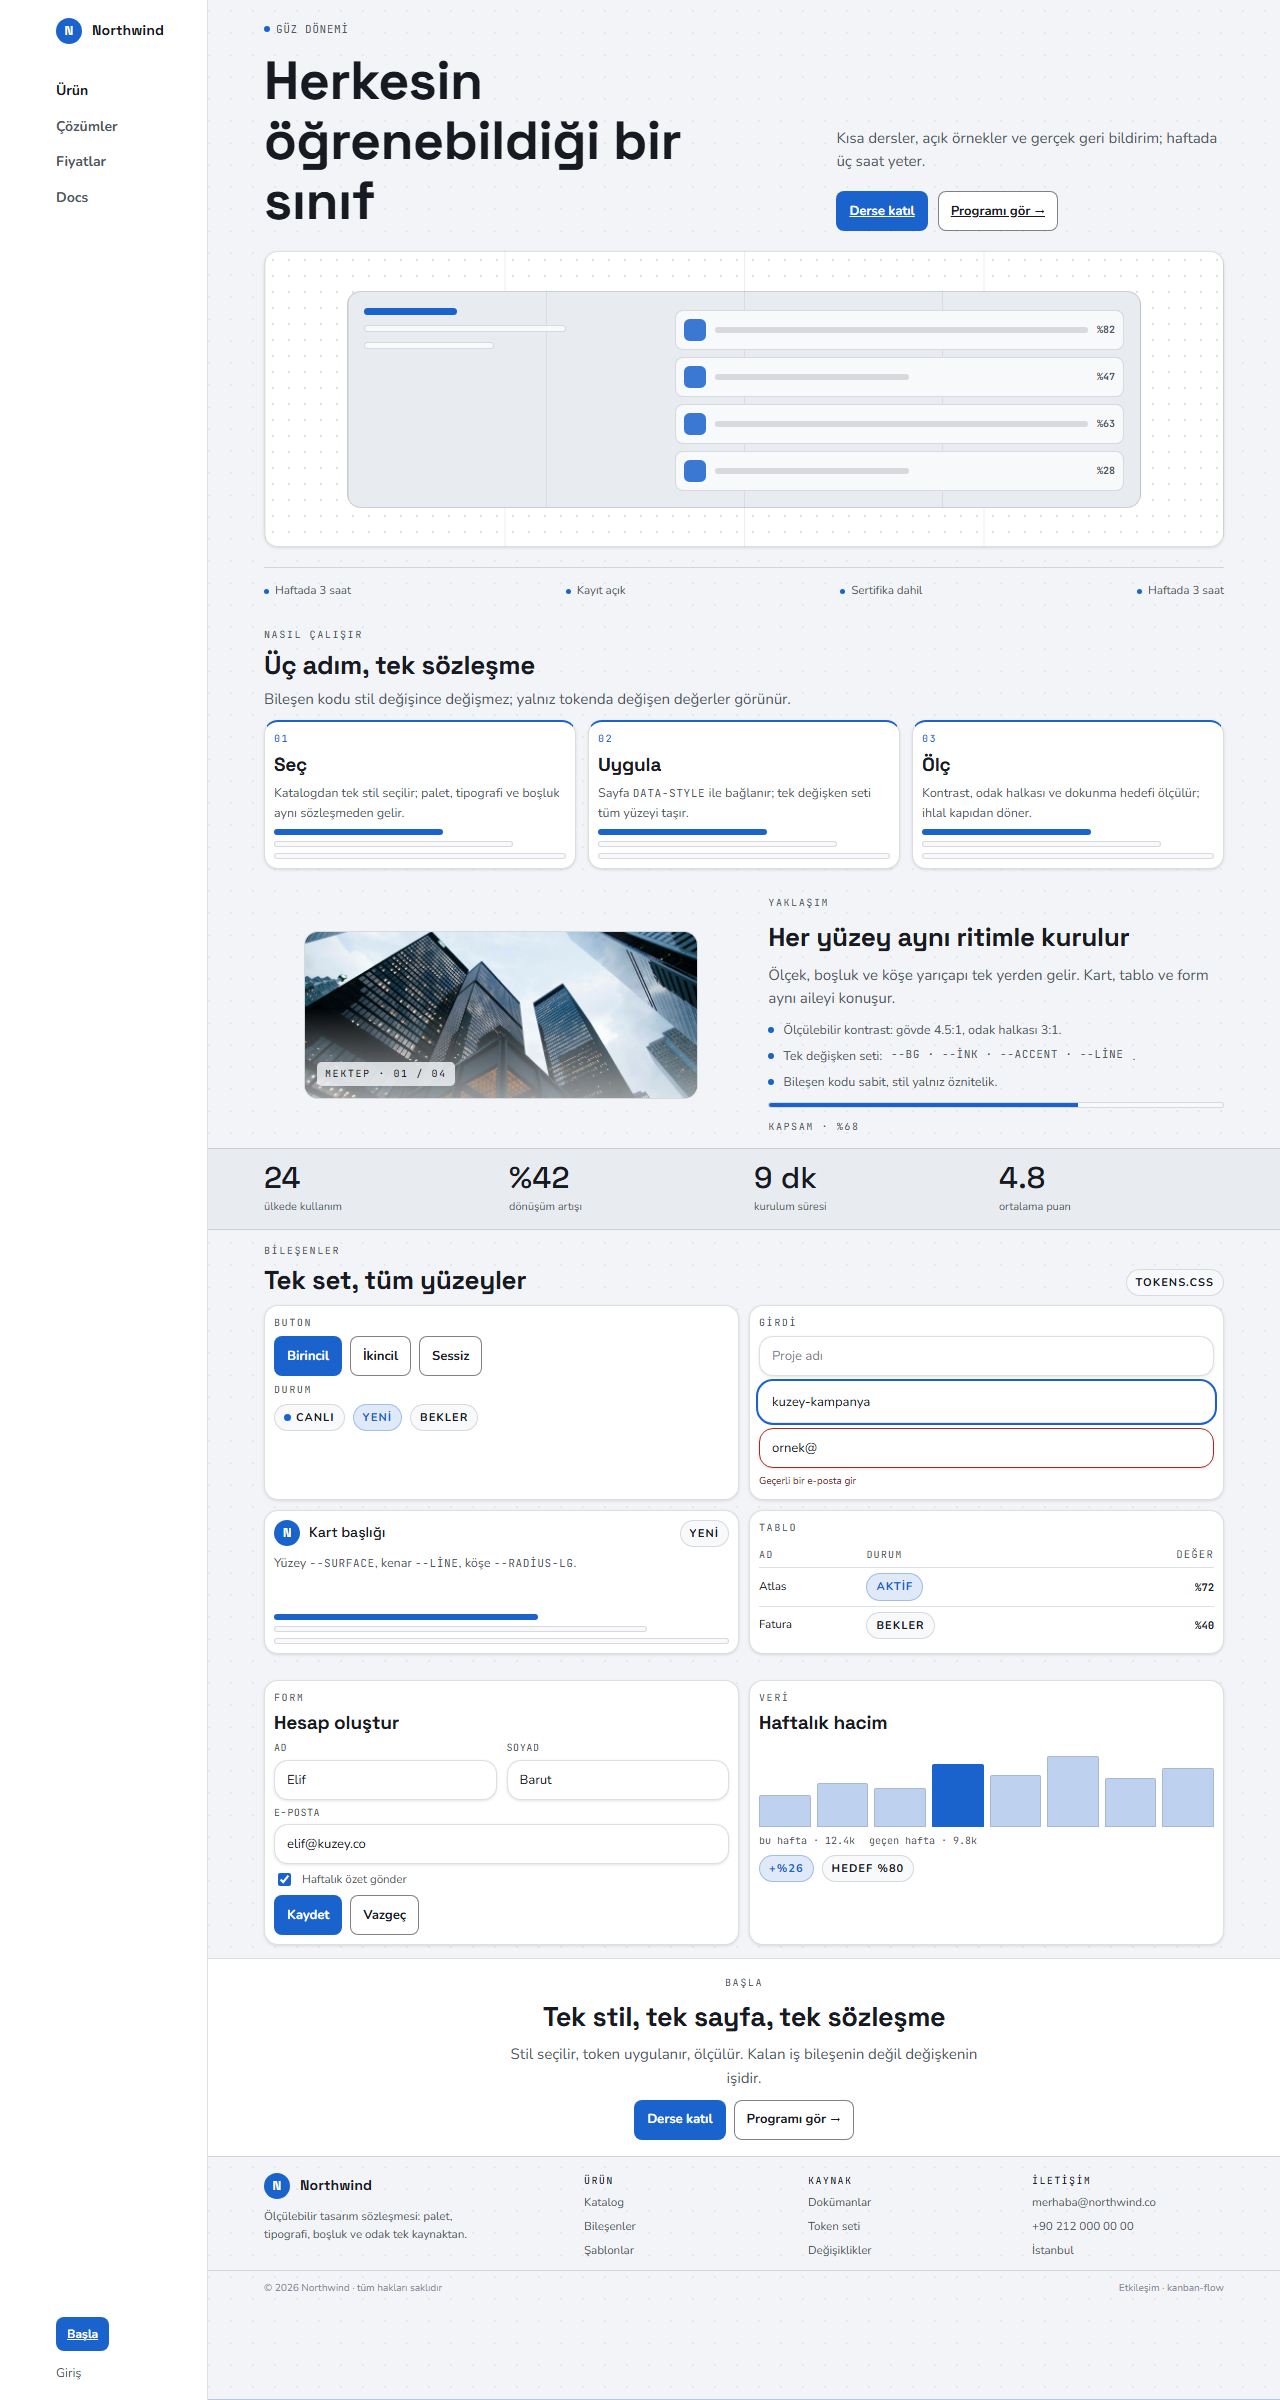 N Northwind
Ürün
Çözümler
Fiyatlar
Docs
Başla
Giriş
GÜZ DÖNEMİ
Herkesin
öğrenebildiği bir
sınıf
Kısa dersler, açık örnekler ve gerçek geri bildirim; haftada
üç saat yeter.
Derse katıl Programı gör →
%82
%47
%63
%28
Haftada 3 saat Kayıt açık Sertifika dahil Haftada 3 saat
NASIL ÇALIŞIR
Üç adım, tek sözleşme
Bileşen kodu stil değişince değişmez; yalnız tokenda değişen değerler görünür.
01
Seç
Katalogdan tek stil seçilir; palet, tipografi ve boşluk
aynı sözleşmeden gelir.
02
Uygula
Sayfa DATA-STYLE ile bağlanır; tek değişken seti
tüm yüzeyi taşır.
03
Ölç
Kontrast, odak halkası ve dokunma hedefi ölçülür;
ihlal kapıdan döner.
MEKTEP · 01 / 04
YAKLAŞIM
Her yüzey aynı ritimle kurulur
Ölçek, boşluk ve köşe yarıçapı tek yerden gelir. Kart, tablo ve form
aynı aileyi konuşur.
Ölçülebilir kontrast: gövde 4.5:1, odak halkası 3:1.
Tek değişken seti: --BG · --İNK · --ACCENT · --LİNE .
Bileşen kodu sabit, stil yalnız öznitelik.
KAPSAM · %68
24 %42 9 dk 4.8
ülkede kullanım dönüşüm artışı kurulum süresi ortalama puan
BİLEŞENLER
Tek set, tüm yüzeyler
TOKENS.CSS
BUTON
Birincil İkincil Sessiz
DURUM
CANLI YENİ BEKLER
GİRDİ
Proje adı
kuzey-kampanya
ornek@
Geçerli bir e-posta gir
N Kart başlığı YENİ
Yüzey --SURFACE, kenar --LİNE, köşe --RADİUS-LG.
TABLO
AD DURUM DEĞER
Atlas AKTİF %72
Fatura BEKLER %40
FORM
Hesap oluştur
AD SOYAD
Elif Barut
E-POSTA
elif@kuzey.co
Haftalık özet gönder
Kaydet Vazgeç
VERİ
Haftalık hacim
bu hafta · 12.4k geçen hafta · 9.8k
+%26 HEDEF %80
BAŞLA
Tek stil, tek sayfa, tek sözleşme
Stil seçilir, token uygulanır, ölçülür. Kalan iş bileşenin değil değişkenin
işidir.
Derse katıl Programı gör →
N Northwind
Ölçülebilir tasarım sözleşmesi: palet,
tipografi, boşluk ve odak tek kaynaktan.
ÜRÜN
Katalog
Bileşenler
Şablonlar
KAYNAK
Dokümanlar
Token seti
Değişiklikler
İLETİŞİM
merhaba@northwind.co
+90 212 000 00 00
İstanbul
© 2026 Northwind · tüm hakları saklıdır Etkileşim · kanban-flow